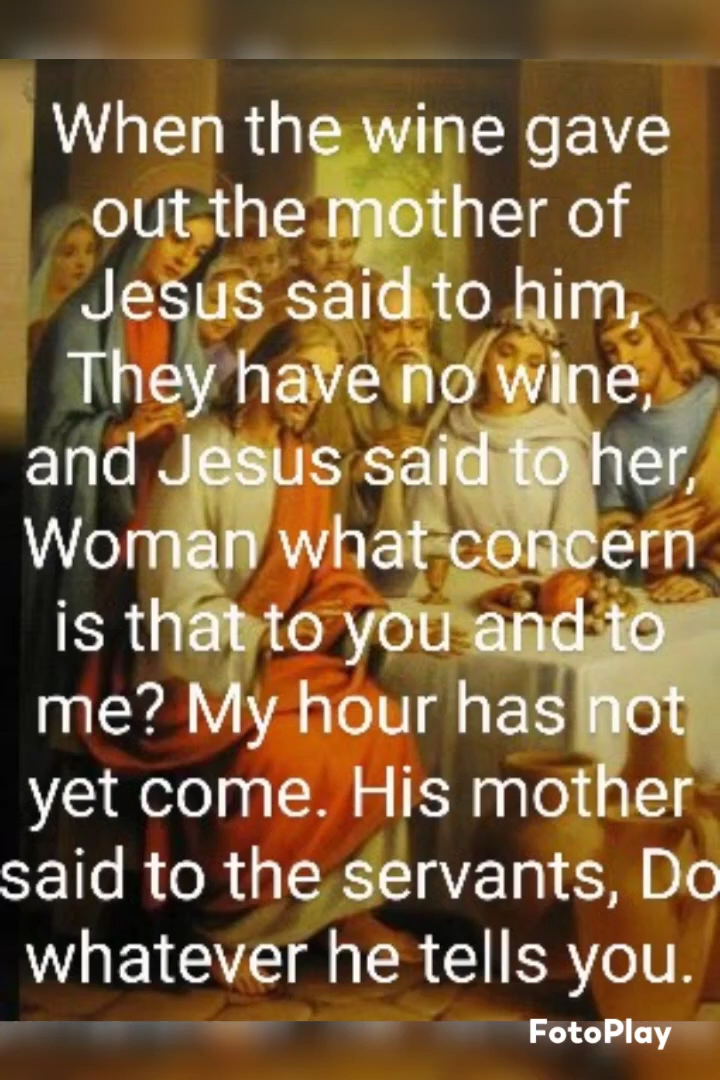 When the wine gave
out the mother of
Jesus said to him,
They have no wine,
and Jesus said to her,
Woman what concern
is that to you and to
me? My hour has not
yet come. His mother
said to the servants, Do
whatever he tells you.
FotoPlay